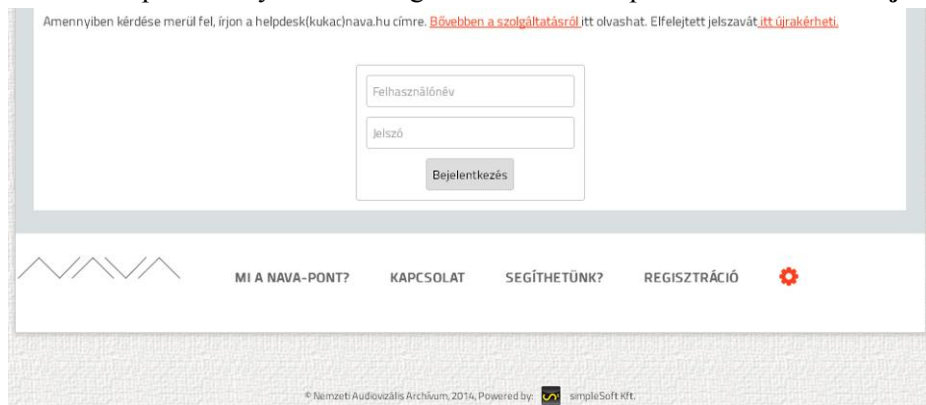 Amennyiben kérdése merül fel, írjon a helpdesk(kukac)nava.hu címre. Bővebben a szolgáltatásról itt olvashat. Elfelejtett jelszavát itt újrakérheti.
Felhasználónév
Jelszó
Bejelentkezés
MI A NAVA-PONT? KAPCSOLAT SEGÍTHETÜNK? REGISZTRÁCIÓ
© Nemzeti Audiovizális Archívum, 2014, Powered by: simpleSoft Kft.